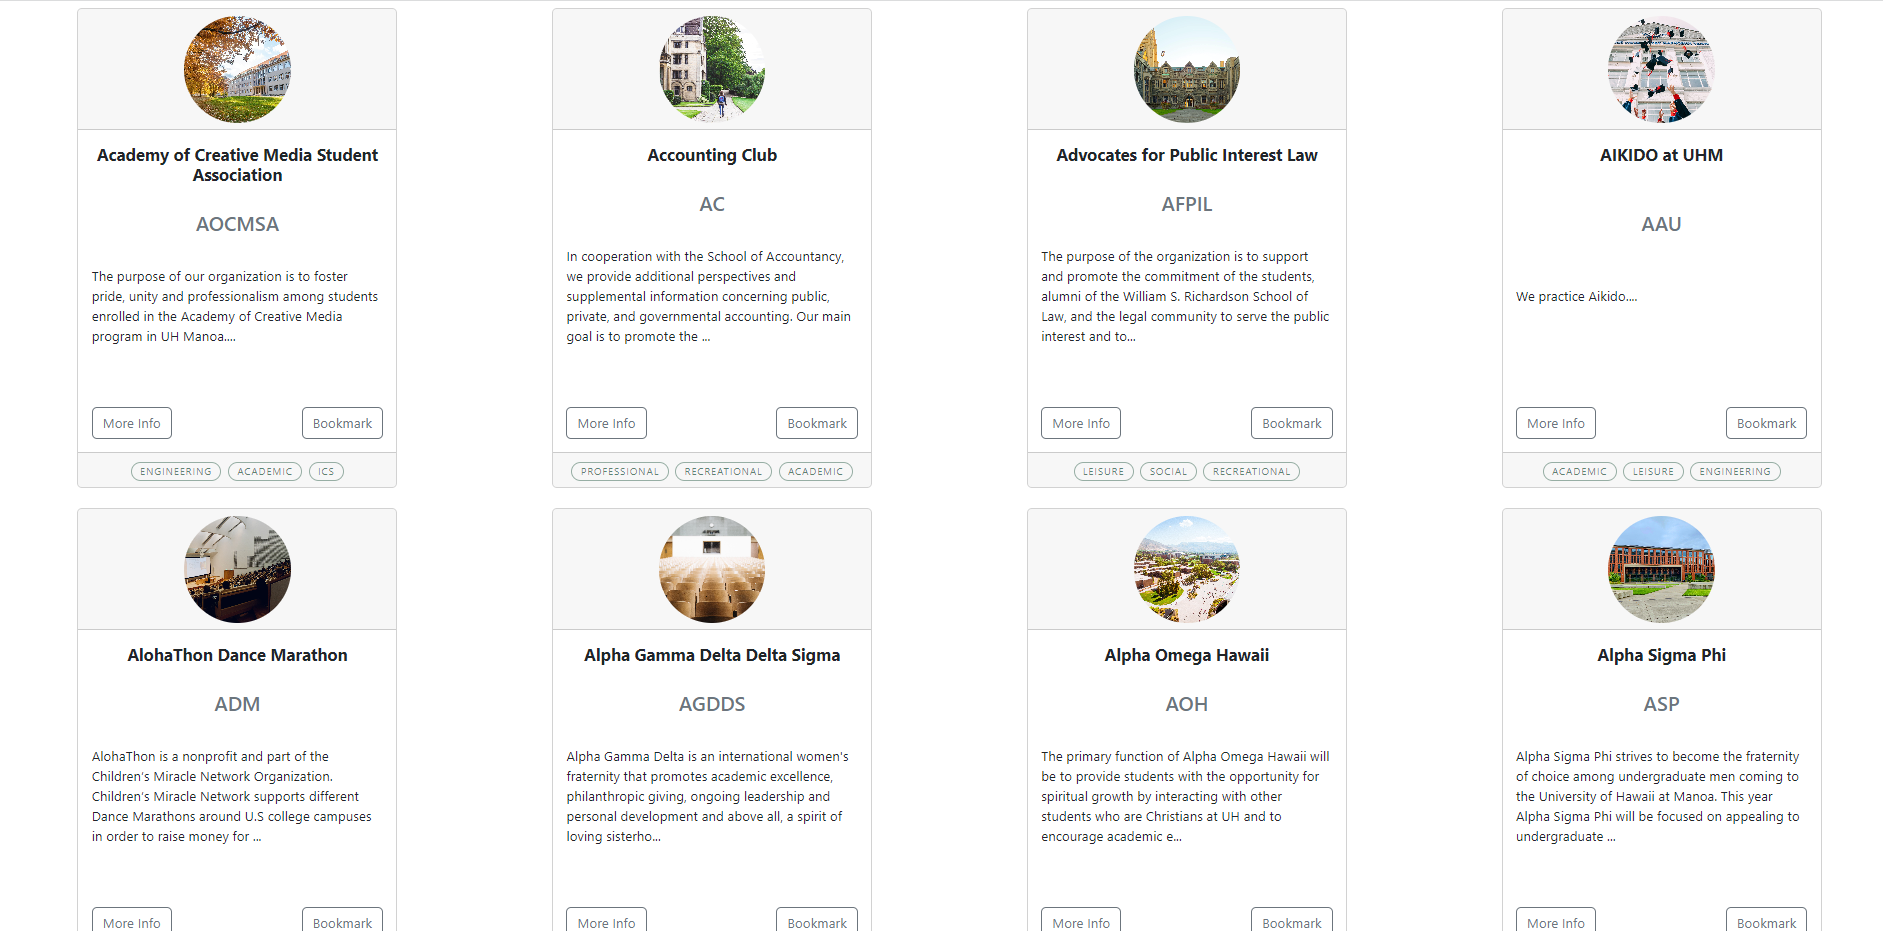 Academy of Creative Media Student
Association
AOCMSA
The purpose of our organization is to foster
pride, unity and professionalism among students
enrolled in the Academy of Creative Media
program in UH Manoa....
More Info
Bookmark
ENGINEERING
ACADEMIC
ICS
Accounting Club
AC
In cooperation with the School of Accountancy,
we provide additional perspectives and
supplemental information concerning public,
private, and governmental accounting. Our main
goal is to promote the ...
More Info
Bookmark
PROFESSIONAL
RECREATIONAL
ACADEMIC
Advocates for Public Interest Law
AFPIL
The purpose of the organization is to support
and promote the commitment of the students,
alumni of the William S. Richardson School of
Law, and the legal community to serve the public
interest and to...
More Info
Bookmark
LEISURE
SOCIAL
RECREATIONAL
AIKIDO at UHM
AAU
We practice Aikido....
More Info
Bookmark
ACADEMIC
LEISURE
ENGINEERING
AlohaThon Dance Marathon
ADM
AlohaThon is a nonprofit and part of the
Children's Miracle Network Organization.
Children's Miracle Network supports different
Dance Marathons around U.S college campuses
in order to raise money for ...
More Info
Bookmark
Alpha Gamma Delta Delta Sigma
AGDDS
Alpha Gamma Delta is an international women's
fraternity that promotes academic excellence,
philanthropic giving, ongoing leadership and
personal development and above all, a spirit of
loving sisterho...
More Info
Bookmark
Alpha Omega Hawaii
AOH
The primary function of Alpha Omega Hawaii will
be to provide students with the opportunity for
spiritual growth by interacting with other
students who are Christians at UH and to
encourage academic e...
More Info
Bookmark
Alpha Sigma Phi
ASP
Alpha Sigma Phi strives to become the fraternity
of choice among undergraduate men coming to
the University of Hawaii at Manoa. This year
Alpha Sigma Phi will be focused on appealing to
undergraduate ...
More Info
Bookmark